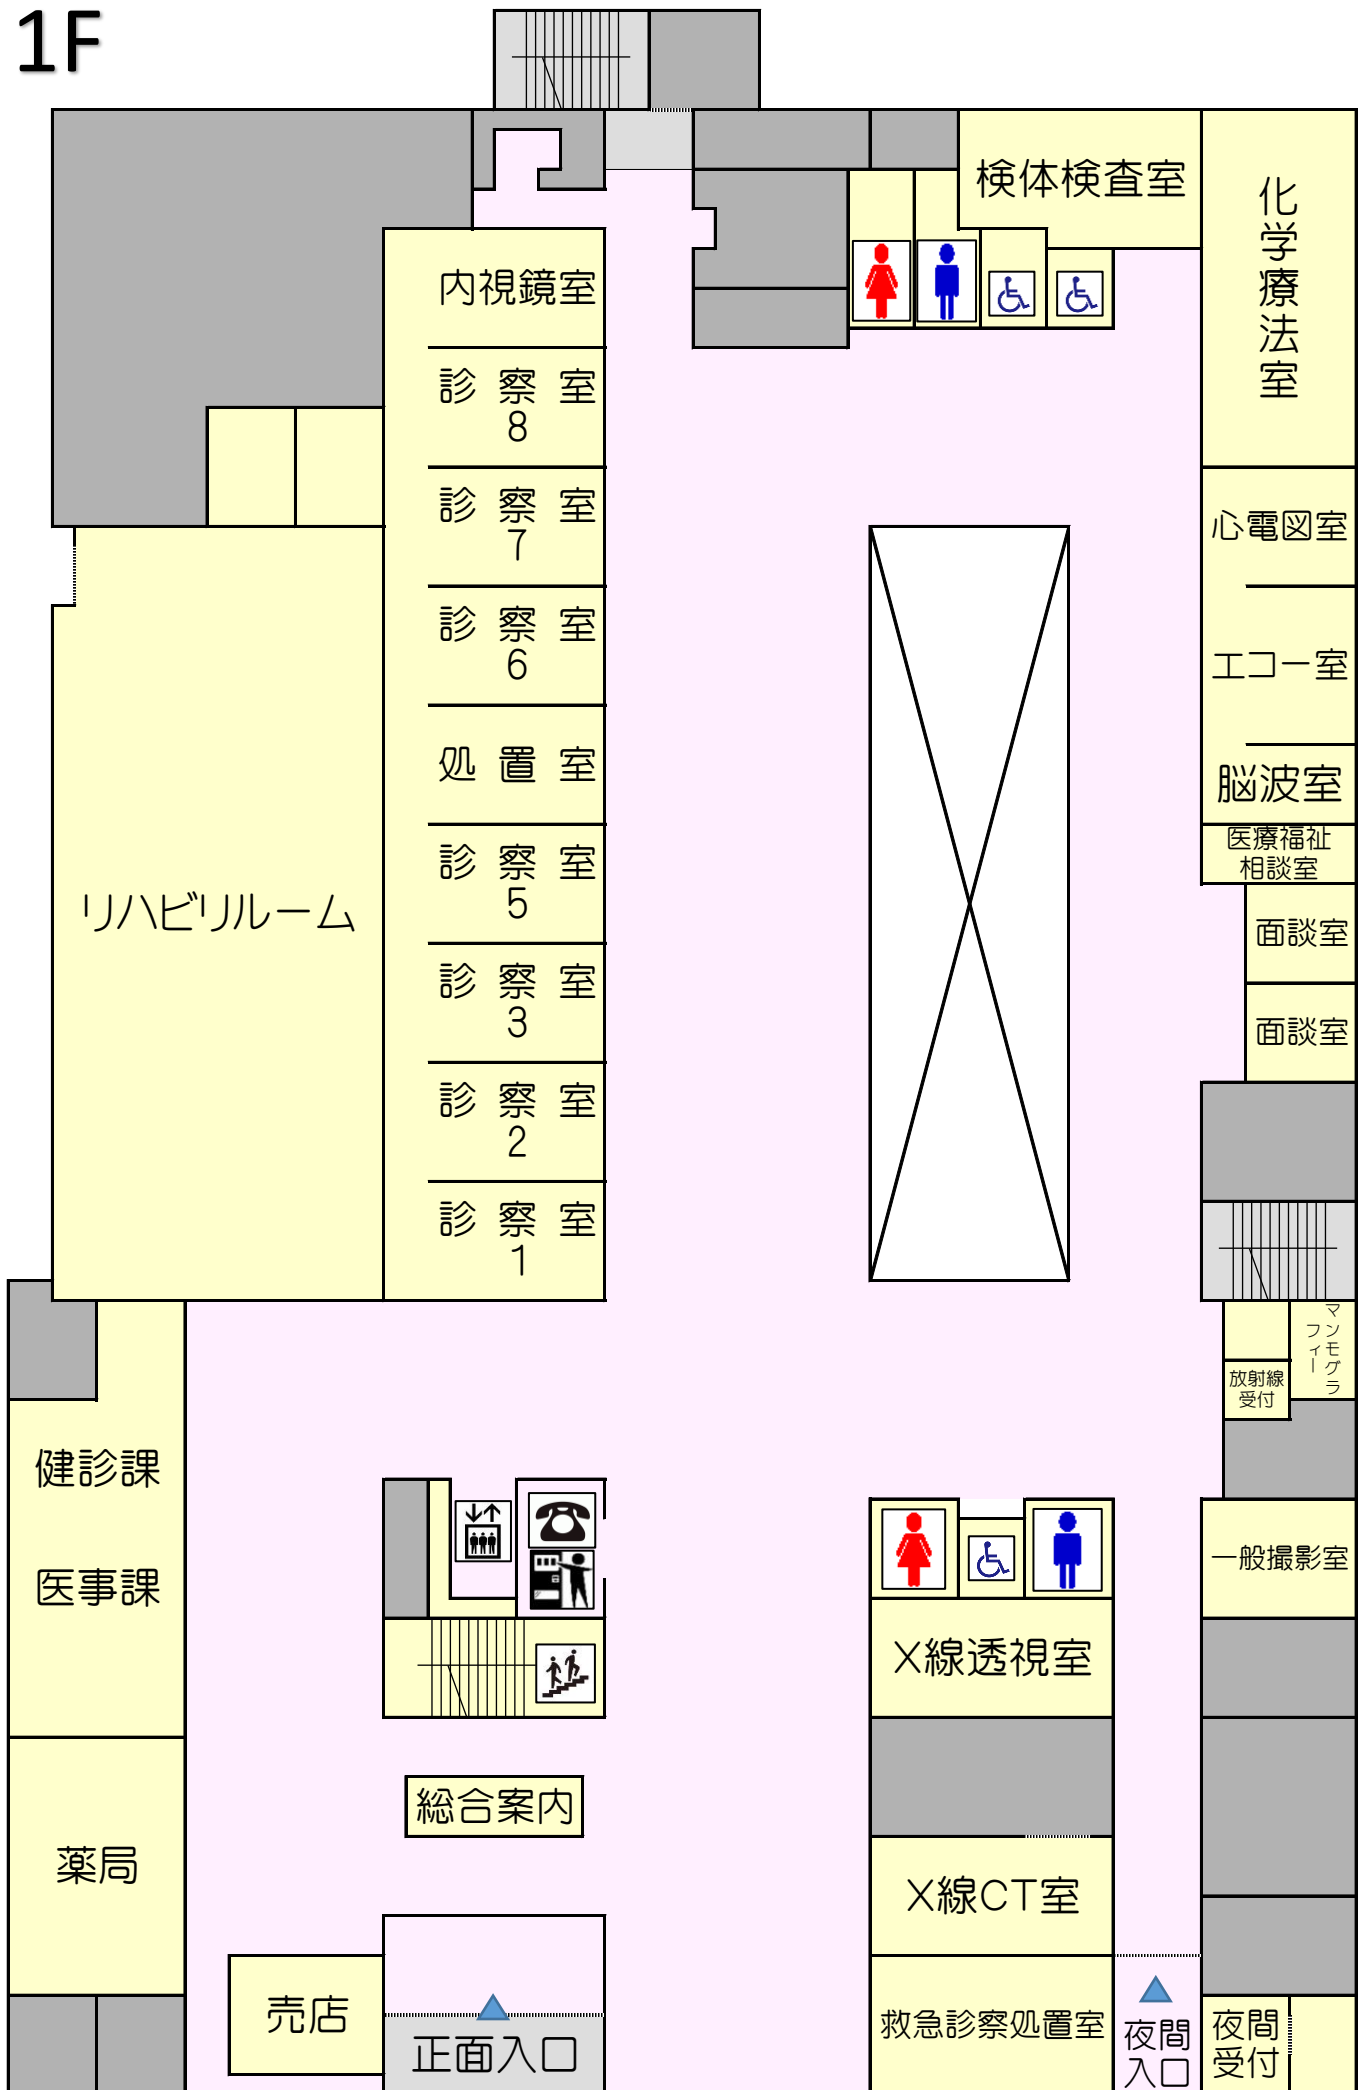 1F
検体検査室
化学療法室
内視鏡室
診察室
8
診察室
7
心電図室
診察室
6
エコー室
処置室
脳波室
診察室
5
医療福祉
相談室
リハビリルーム
面談室
診察室
3
面談室
診察室
2
診察室
1
マンモグラ
フィー
放射線
受付
健診課
医事課
一般撮影室
X線透視室
総合案内
薬局
X線CT室
売店
正面入口
救急診察処置室
夜間
入口
夜間
受付